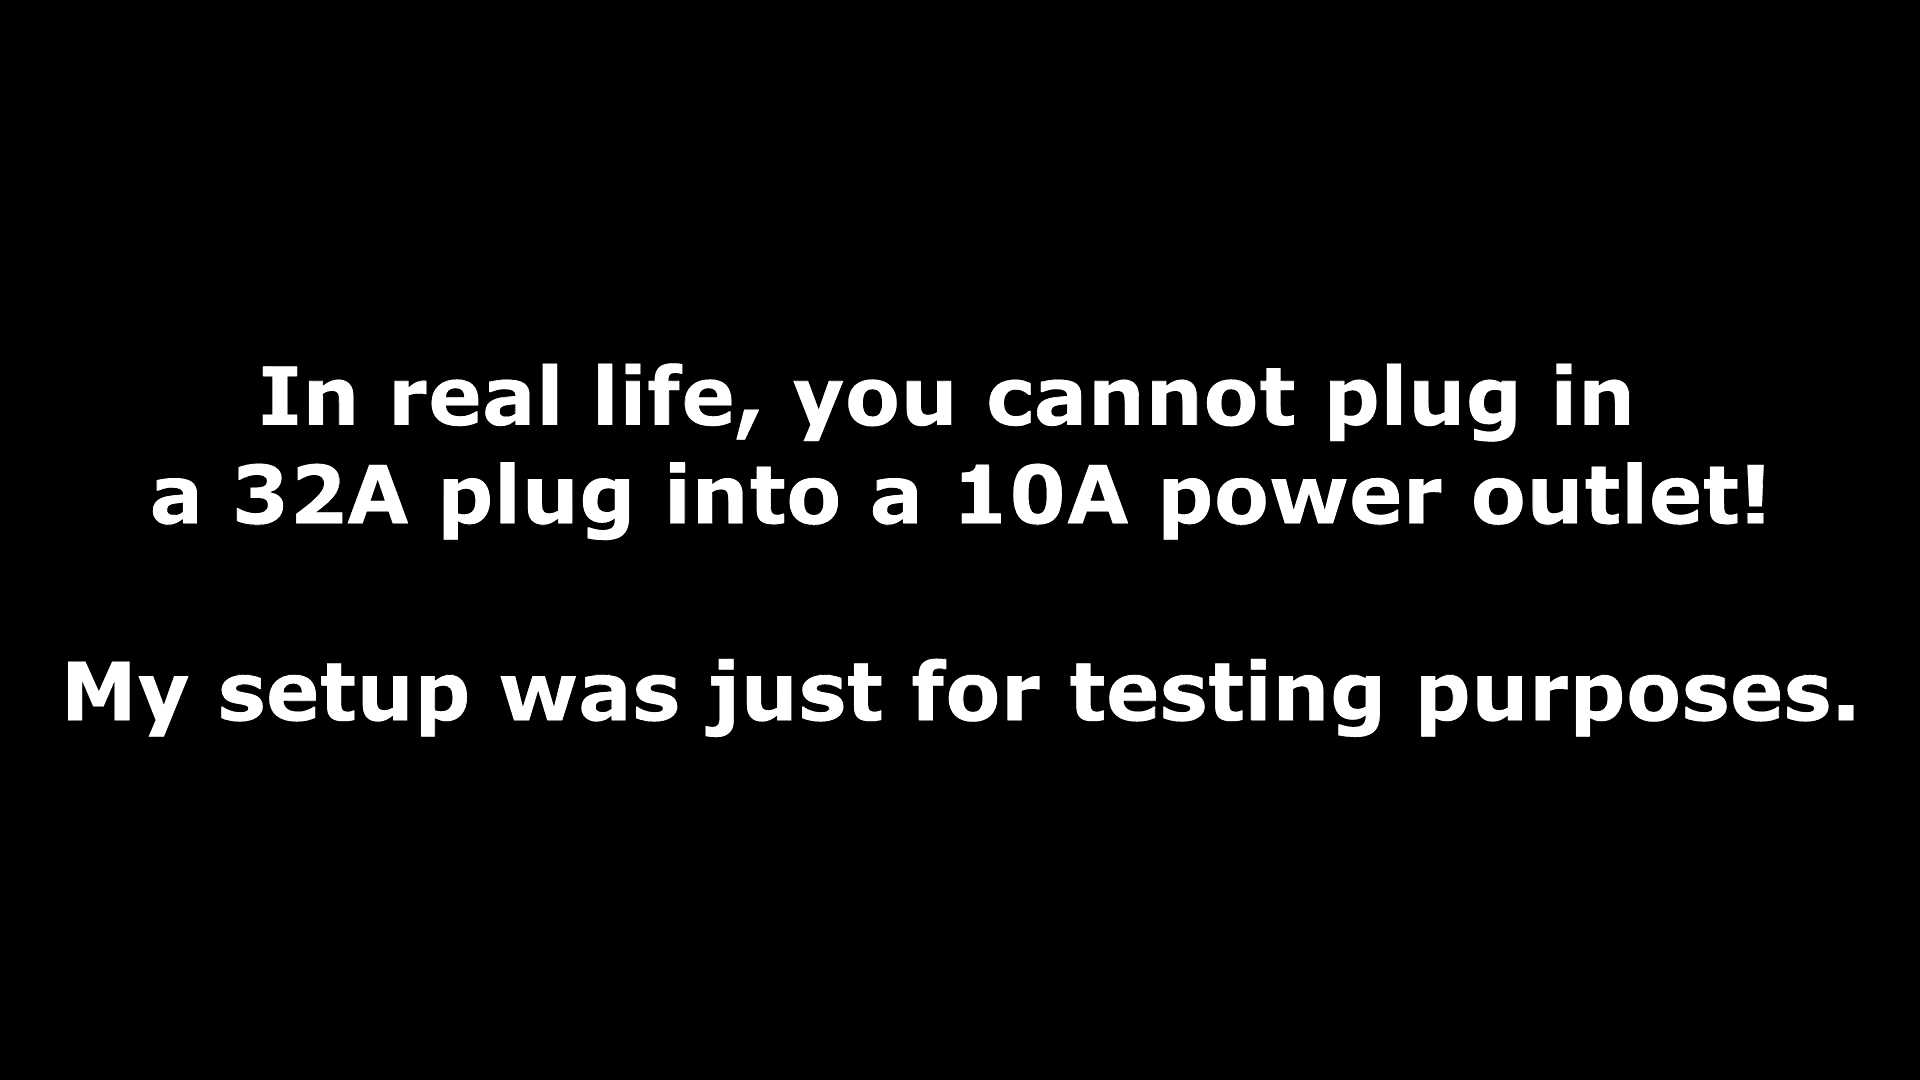 In real life, you cannot plug in
a 32A plug into a 10A power outlet!
My setup was just for testing purposes.